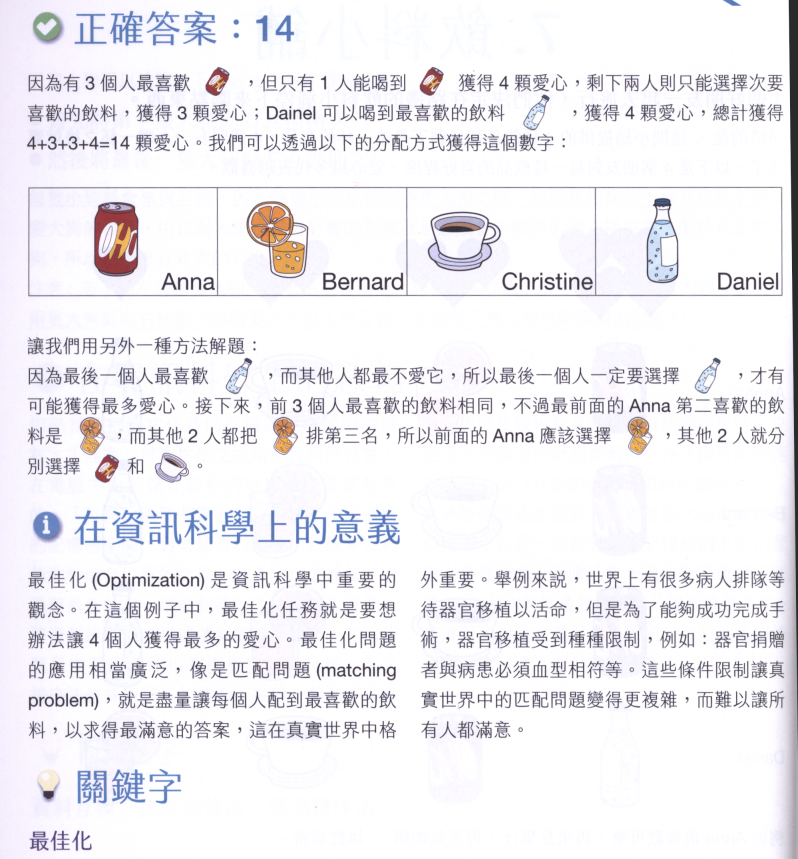 正確答案：14
因為有 3 個人最喜歡 ，但只有 1 人能喝到 獲得 4 顆愛心，剩下兩人則只能選擇次要
喜歡的飲料，獲得 3 顆愛心；Dainel 可以喝到最喜歡的飲料 ，獲得 4 顆愛心，總計獲得
4+3+3+4=14 顆愛心。我們可以透過以下的分配方式獲得這個數字：
OHO
Anna
Bernard
Christine
Daniel
讓我們用另外一種方法解題：
因為最後一個人最喜歡 ，而其他人都最不愛它，所以最後一個人一定要選擇 ，才有
可能獲得最多愛心。接下來，前 3 個人最喜歡的飲料相同，不過最前面的 Anna 第二喜歡的飲
料是 ，而其他 2 人都把 排第三名，所以前面的 Anna 應該選擇 ，其他 2 人就分
別選擇 和 。
在資訊科學上的意義
最佳化 (Optimization) 是資訊科學中重要的
觀念。在這個例子中，最佳化任務就是要想
辦法讓 4 個人獲得最多的愛心。最佳化問題
的應用相當廣泛，像是匹配問題 (matching
problem)，就是盡量讓每個人配到最喜歡的飲
料，以求得最滿意的答案，這在真實世界中格
外重要。舉例來說，世界上有很多病人排隊等
待器官移植以活命，但是為了能夠成功完成手
術，器官移植受到種種限制，例如：器官捐贈
者與病患必須血型相符等。這些條件限制讓真
實世界中的匹配問題變得更複雜，而難以讓所
有人都滿意。
關鍵字
最佳化